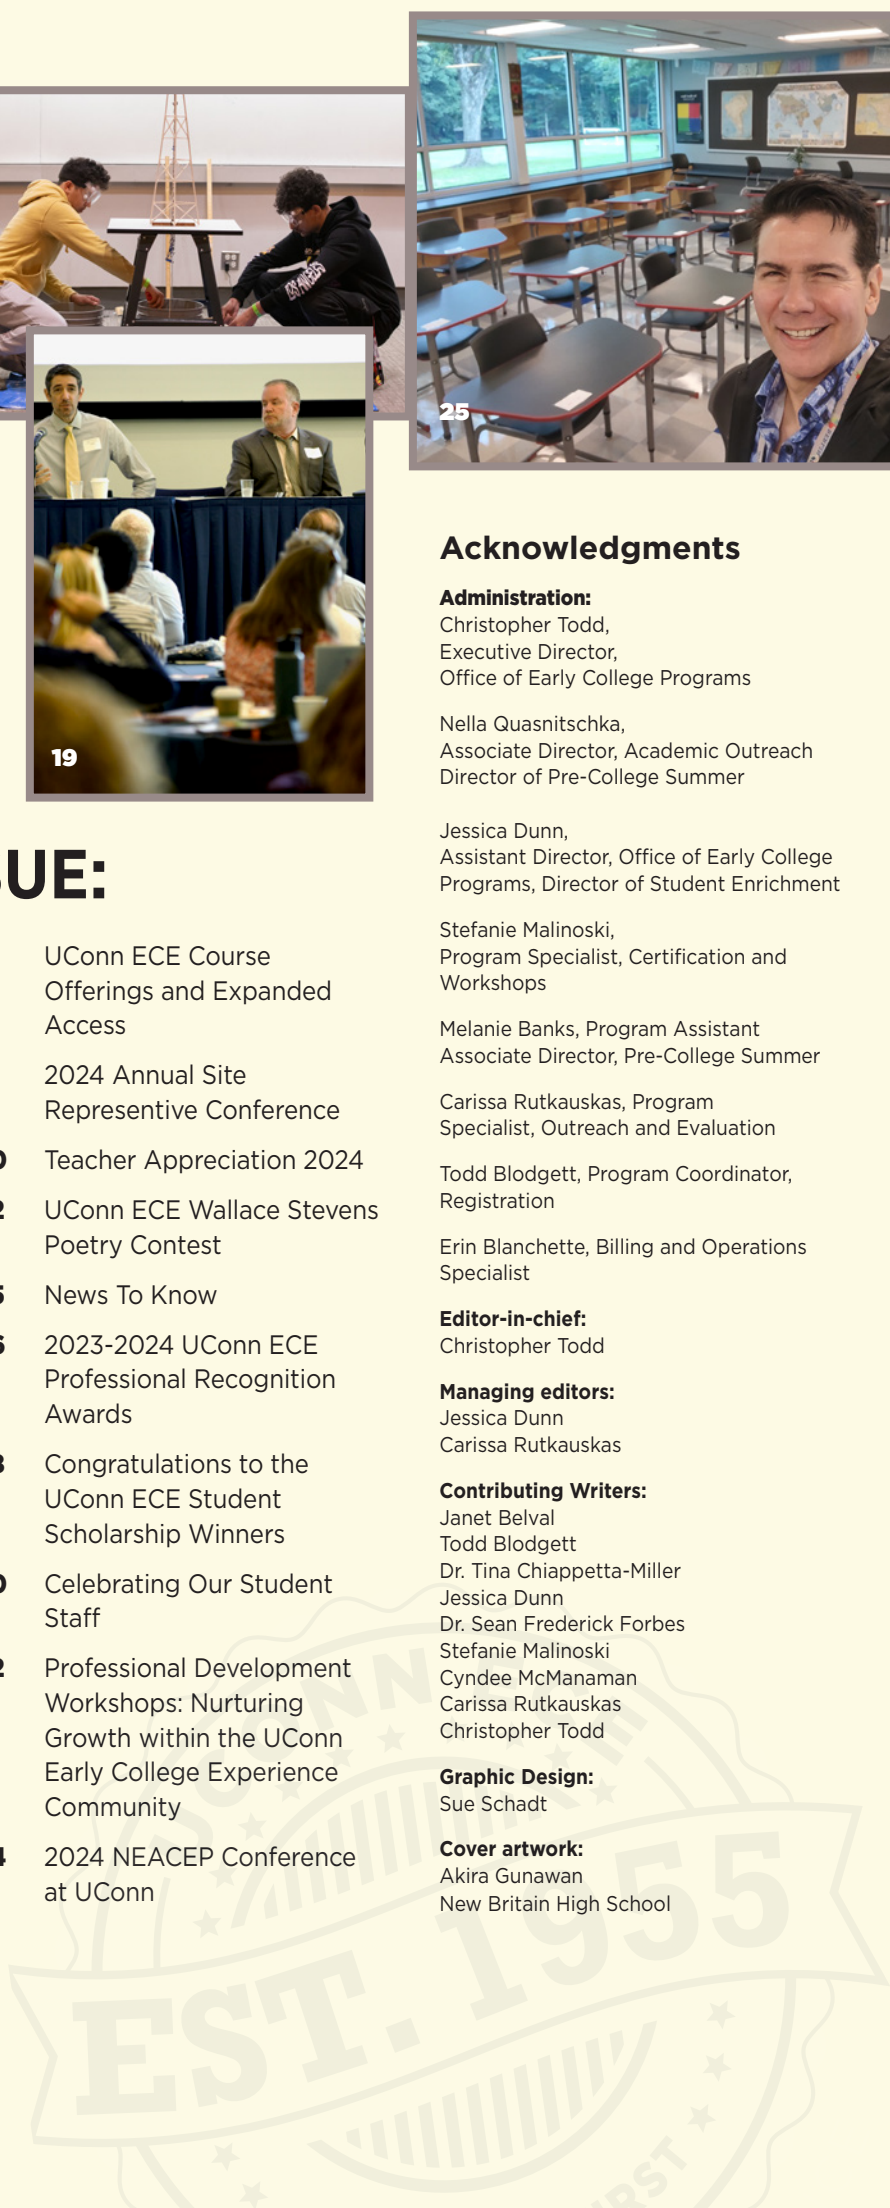 25
19
LOS ANGELES
SUE:
UConn ECE Course
Offerings and Expanded
Access
2024 Annual Site
Representive Conference
Teacher Appreciation 2024
UConn ECE Wallace Stevens
Poetry Contest
News To Know
2023-2024 UConn ECE
Professional Recognition
Awards
Congratulations to the
UConn ECE Student
Scholarship Winners
Celebrating Our Student
Staff
Professional Development
Workshops: Nurturing
Growth within the UConn
Early College Experience
Community
2024 NEACEP Conference
at UConn
Acknowledgments
Administration:
Christopher Todd,
Executive Director,
Office of Early College Programs
Nella Quasnitschka,
Associate Director, Academic Outreach
Director of Pre-College Summer
Jessica Dunn,
Assistant Director, Office of Early College
Programs, Director of Student Enrichment
Stefanie Malinoski,
Program Specialist, Certification and
Workshops
Melanie Banks, Program Assistant
Associate Director, Pre-College Summer
Carissa Rutkauskas, Program
Specialist, Outreach and Evaluation
Todd Blodgett, Program Coordinator,
Registration
Erin Blanchette, Billing and Operations
Specialist
Editor-in-chief:
Christopher Todd
Managing editors:
Jessica Dunn
Carissa Rutkauskas
Contributing Writers:
Janet Belval
Todd Blodgett
Dr. Tina Chiappetta-Miller
Jessica Dunn
Dr. Sean Frederick Forbes
Stefanie Malinoski
Cyndee McManaman
Carissa Rutkauskas
Christopher Todd
Graphic Design:
Sue Schadt
Cover artwork:
Akira Gunawan
New Britain High School
UCONN ECE
EST. 1955